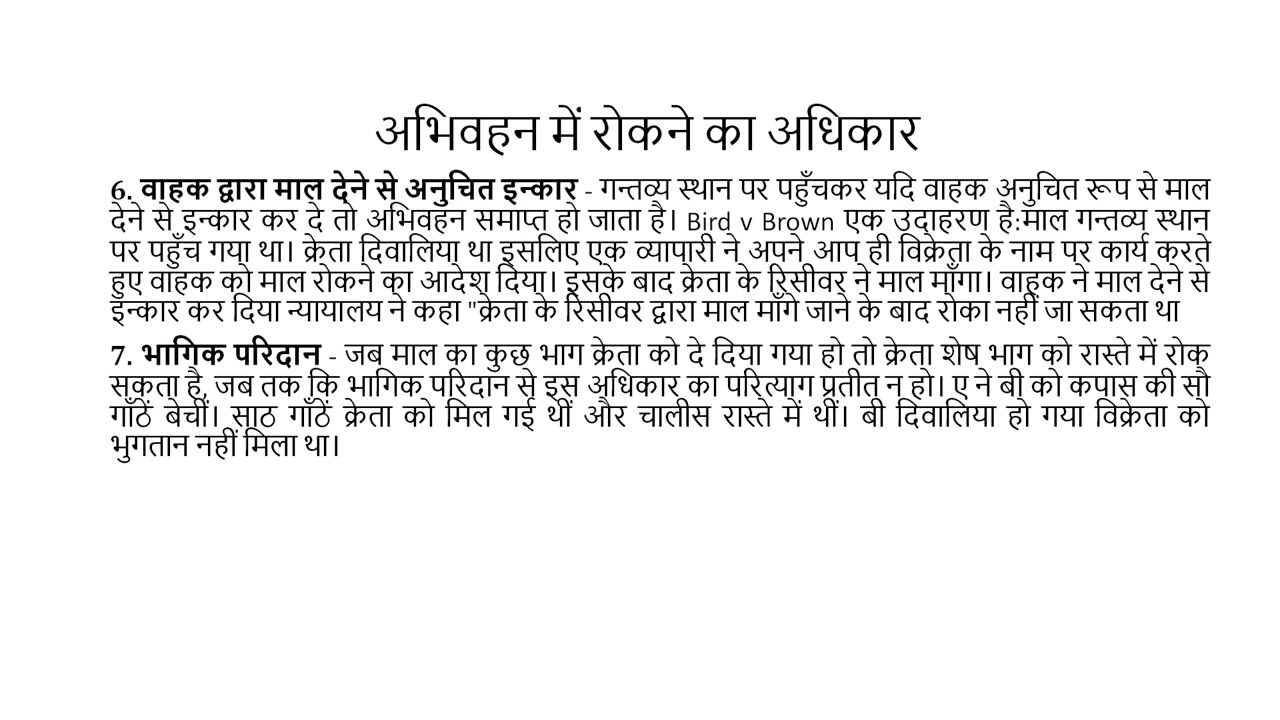 अभिवहन में रोकने का अधिकार
6. वाहक द्वारा माल देने से अनुचित इन्कार - गन्तव्य स्थान पर पहुँचकर यदि वाहक अनुचित रूप से माल
देने से इन्कार कर दे तो अभिवहन समाप्त हो जाता है। Bird v Brown एक उदाहरण है:माल गन्तव्य स्थान
पर पहुँच गया था। क्रेता दिवालिया था इसलिए एक व्यापारी ने अपने आप ही विक्रेता के नाम पर कार्य करते
हुए वाहक को माल रोकने का आदेश दिया। इसके बाद क्रेता के रिसीवर ने माल माँगा। वाहक ने माल देने से
इन्कार कर दिया न्यायालय ने कहा "क्रेता के रिसीवर द्वारा माल माँगे जाने के बाद रोका नहीं जा सकता था
7. भागिक परिदान - जब माल का कुछ भाग क्रेता को दे दिया गया हो तो क्रेता शेष भाग को रास्ते में रोक
सकता है, जब तक कि भागिक परिदान से इस अधिकार का परित्याग प्रतीत न हो। ए ने बी को कपास की सौ
गाँठें बेचीं। साठ गाँठें क्रेता को मिल गई थीं और चालीस रास्ते में थीं। बी दिवालिया हो गया विक्रेता को
भुगतान नहीं मिला था।